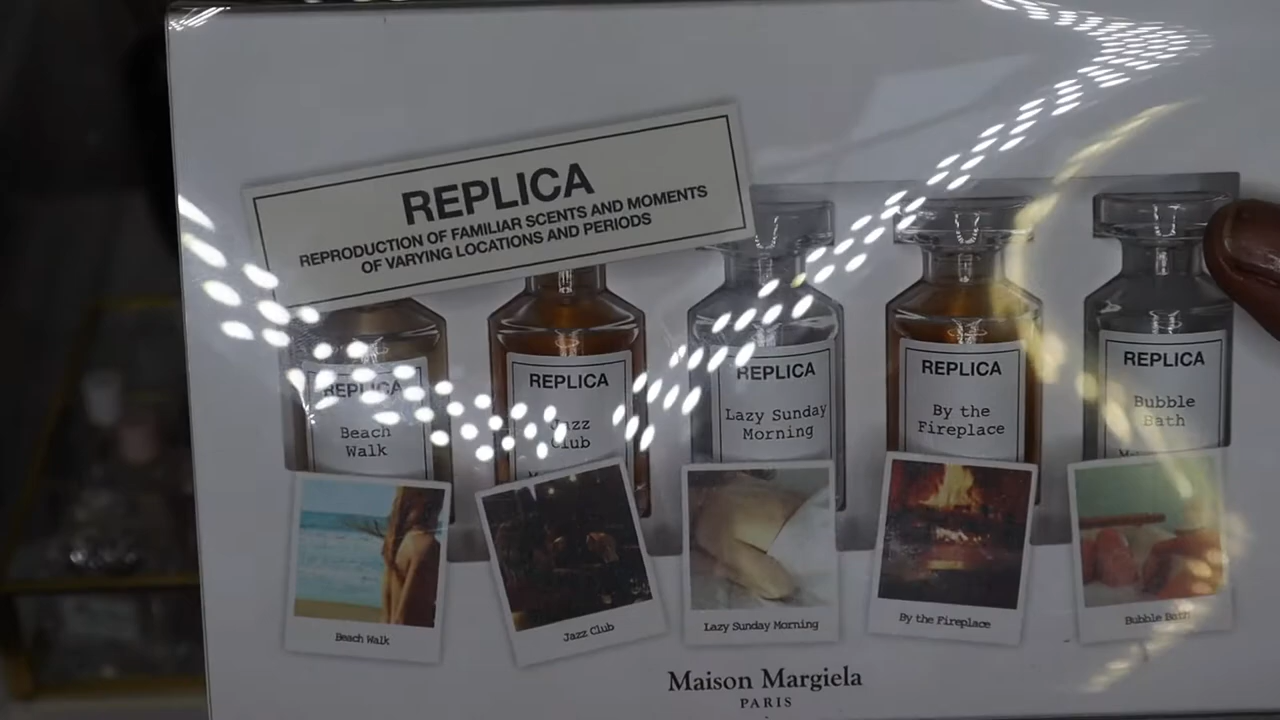 REPLICA
REPRODUCTION OF FAMILIAR SCENTS AND MOMENTS
OF VARYING LOCATIONS AND PERIODS
REPLICA
Beach
Walk
REPLICA
Jazz
Club
REPLICA
Lazy Sunday
Morning
REPLICA
By the
Fireplace
REPLICA
Bubble
Bath
Beach Walk
Jazz Club
Lazy Sunday Morning
By the Fireplace
Bubble Bath
Maison Margiela
PARIS